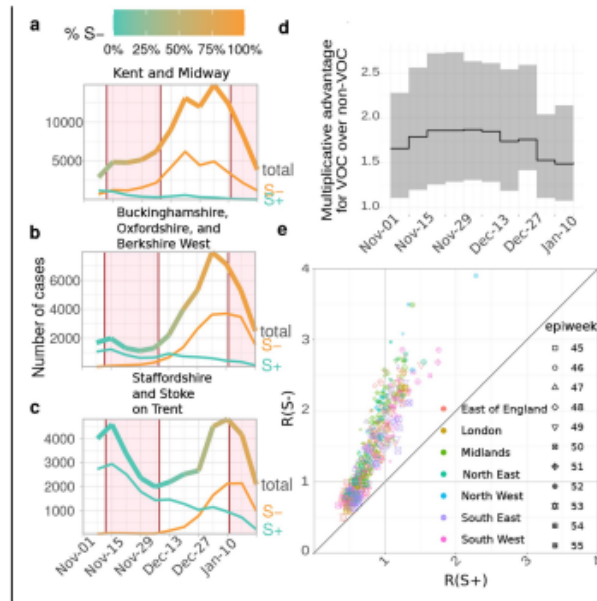 a
% S−
0% 25% 50% 75% 100%
Kent and Midway
10000
5000
total
S−
S+
b
Buckinghamshire,
Oxfordshire, and
Berkshire West
Number of cases
6000
4000
2000
total
S−
S+
c
Staffordshire
and Stoke
on Trent
4000
3000
2000
1000
total
S−
S+
Nov-01
Nov-15
Nov-29
Dec-13
Dec-27
Jan-10
d
Multiplicative advantage
for VOC over non-VOC
2.5
2.0
1.5
1.0
Nov-01
Nov-15
Nov-29
Dec-13
Dec-27
Jan-10
e
R(S-)
4
3
2
1
0
1
2
3
4
R(S+)
East of England
London
Midlands
North East
North West
South East
South West
epiweek
45
46
47
48
49
50
51
52
53
54
55